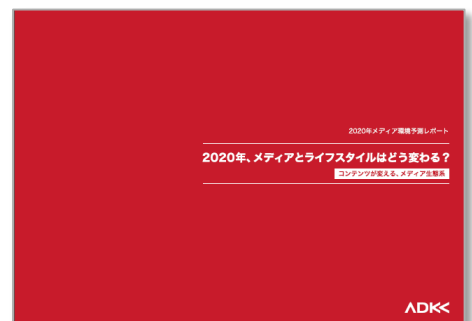 2020年メディア環境予測レポート
2020年、メディアとライフスタイルはどう変わる？
コンテンツが変える、メディア生態系
ADK